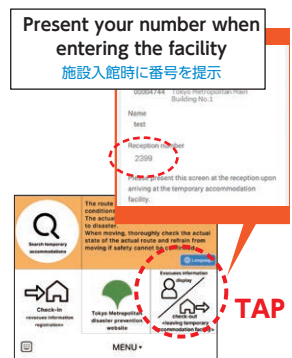 Present your number when
entering the facility
施設入館時に番号を提示
00004744 Tokyo Metropolitan Main
Building No.1
Name
test
Reception number
2399
Please present this screen at the reception upon
arriving at the temporary accommodation
facility.
The route
conditions
The actual
to disaster.
When moving, thoroughly check the actual
state of the actual route and refrain from
moving if safety cannot be confirmed.
Language
Search temporary
accommodations
Check-in
<evacuee information
registration>
Tokyo Metropolitan
disaster prevention
website
Evacuee information
display
check-out
<leaving temporary
accommodation facility>
TAP
MENU